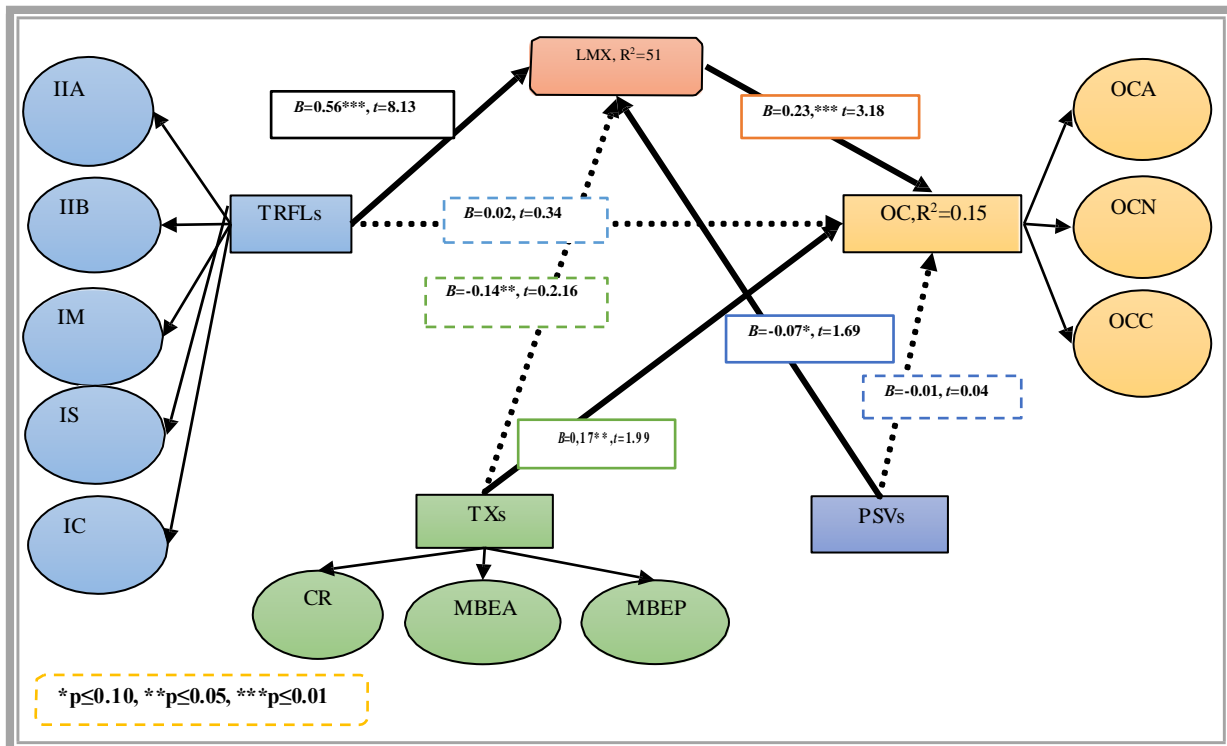 LMX, R²=51
IIA
OCA
B=0.56***, t=8.13
B=0.23,*** t=3.18
IIB
TRFLs
B=0.02, t=0.34
OC,R²=0.15
OCN
B=-0.14**, t=0.2.16
IM
B=-0.07*, t=1.69
OCC
B=-0.01, t=0.04
IS
B=0,17**,t=1.99
TXs
PSVs
IC
CR
MBEA
MBEP
*p≤0.10, **p≤0.05, ***p≤0.01